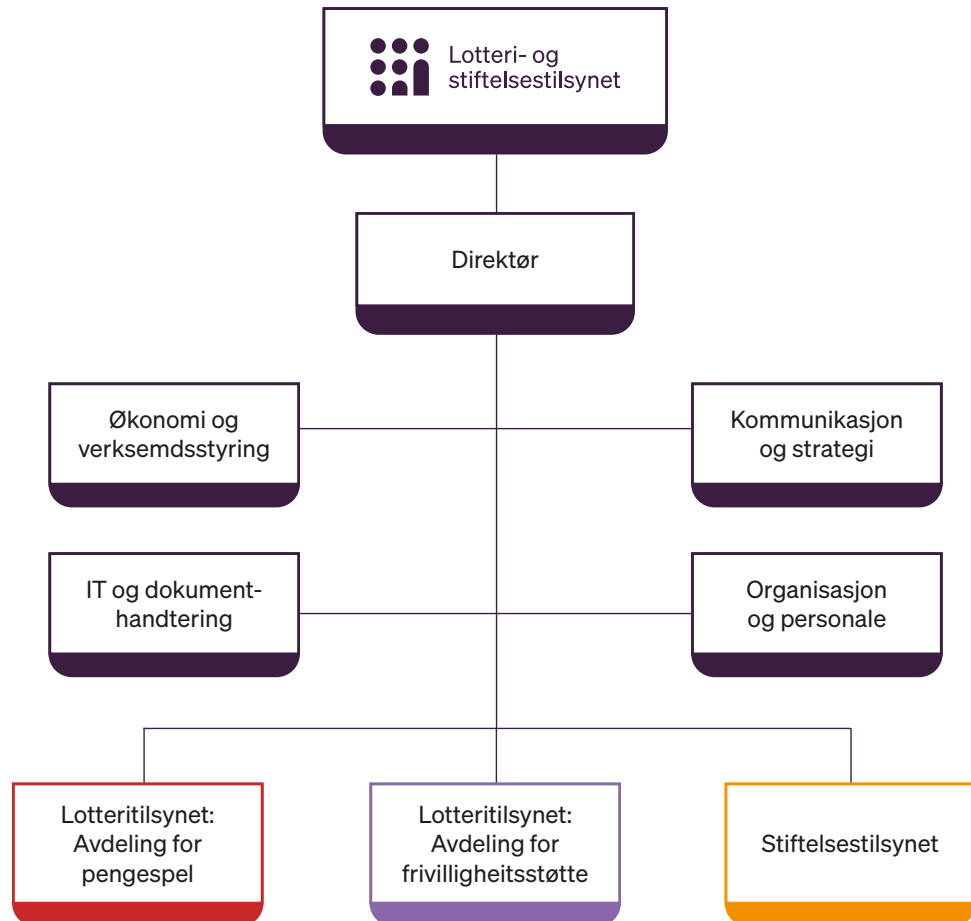 Lotteri- og
stiftelsestilsynet
Direktør
Økonomi og
verksemdsstyring
Kommunikasjon
og strategi
IT og dokument-
handtering
Organisasjon
og personale
Lotteritilsynet:
Avdeling for
pengespel
Lotteritilsynet:
Avdeling for
frivilligheitsstøtte
Stiftelsestilsynet